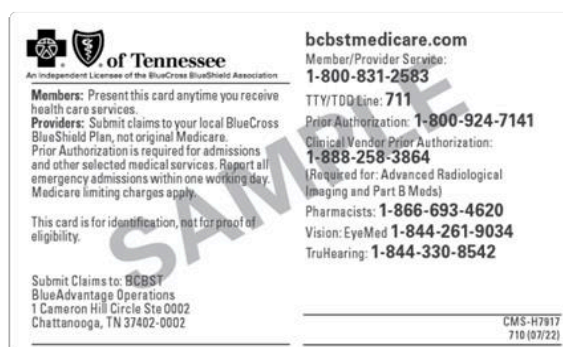 of Tennessee
An Independent Licensee of the BlueCross BlueShield Association
Members: Present this card anytime you receive
health care services.
Providers: Submit claims to your local BlueCross
BlueShield Plan, not original Medicare.
Prior Authorization is required for admissions
and other selected medical services. Report all
emergency admissions within one working day.
Medicare limiting charges apply.
This card is for identification, not for proof of
eligibility.
Submit Claims to: BCBST
BlueAdvantage Operations
1 Cameron Hill Circle Ste 0002
Chattanooga, TN 37402-0002
bcbstmedicare.com
Member/Provider Service:
1-800-831-2583
TTY/TDD Line: 711
Prior Authorization: 1-800-924-7141
Clinical Vendor Prior Authorization:
1-888-258-3864
(Required for: Advanced Radiological
Imaging and Part B Meds)
Pharmacists: 1-866-693-4620
Vision: EyeMed 1-844-261-9034
TruHearing: 1-844-330-8542
CMS-H7917
710 (07/22)
SAMPLE